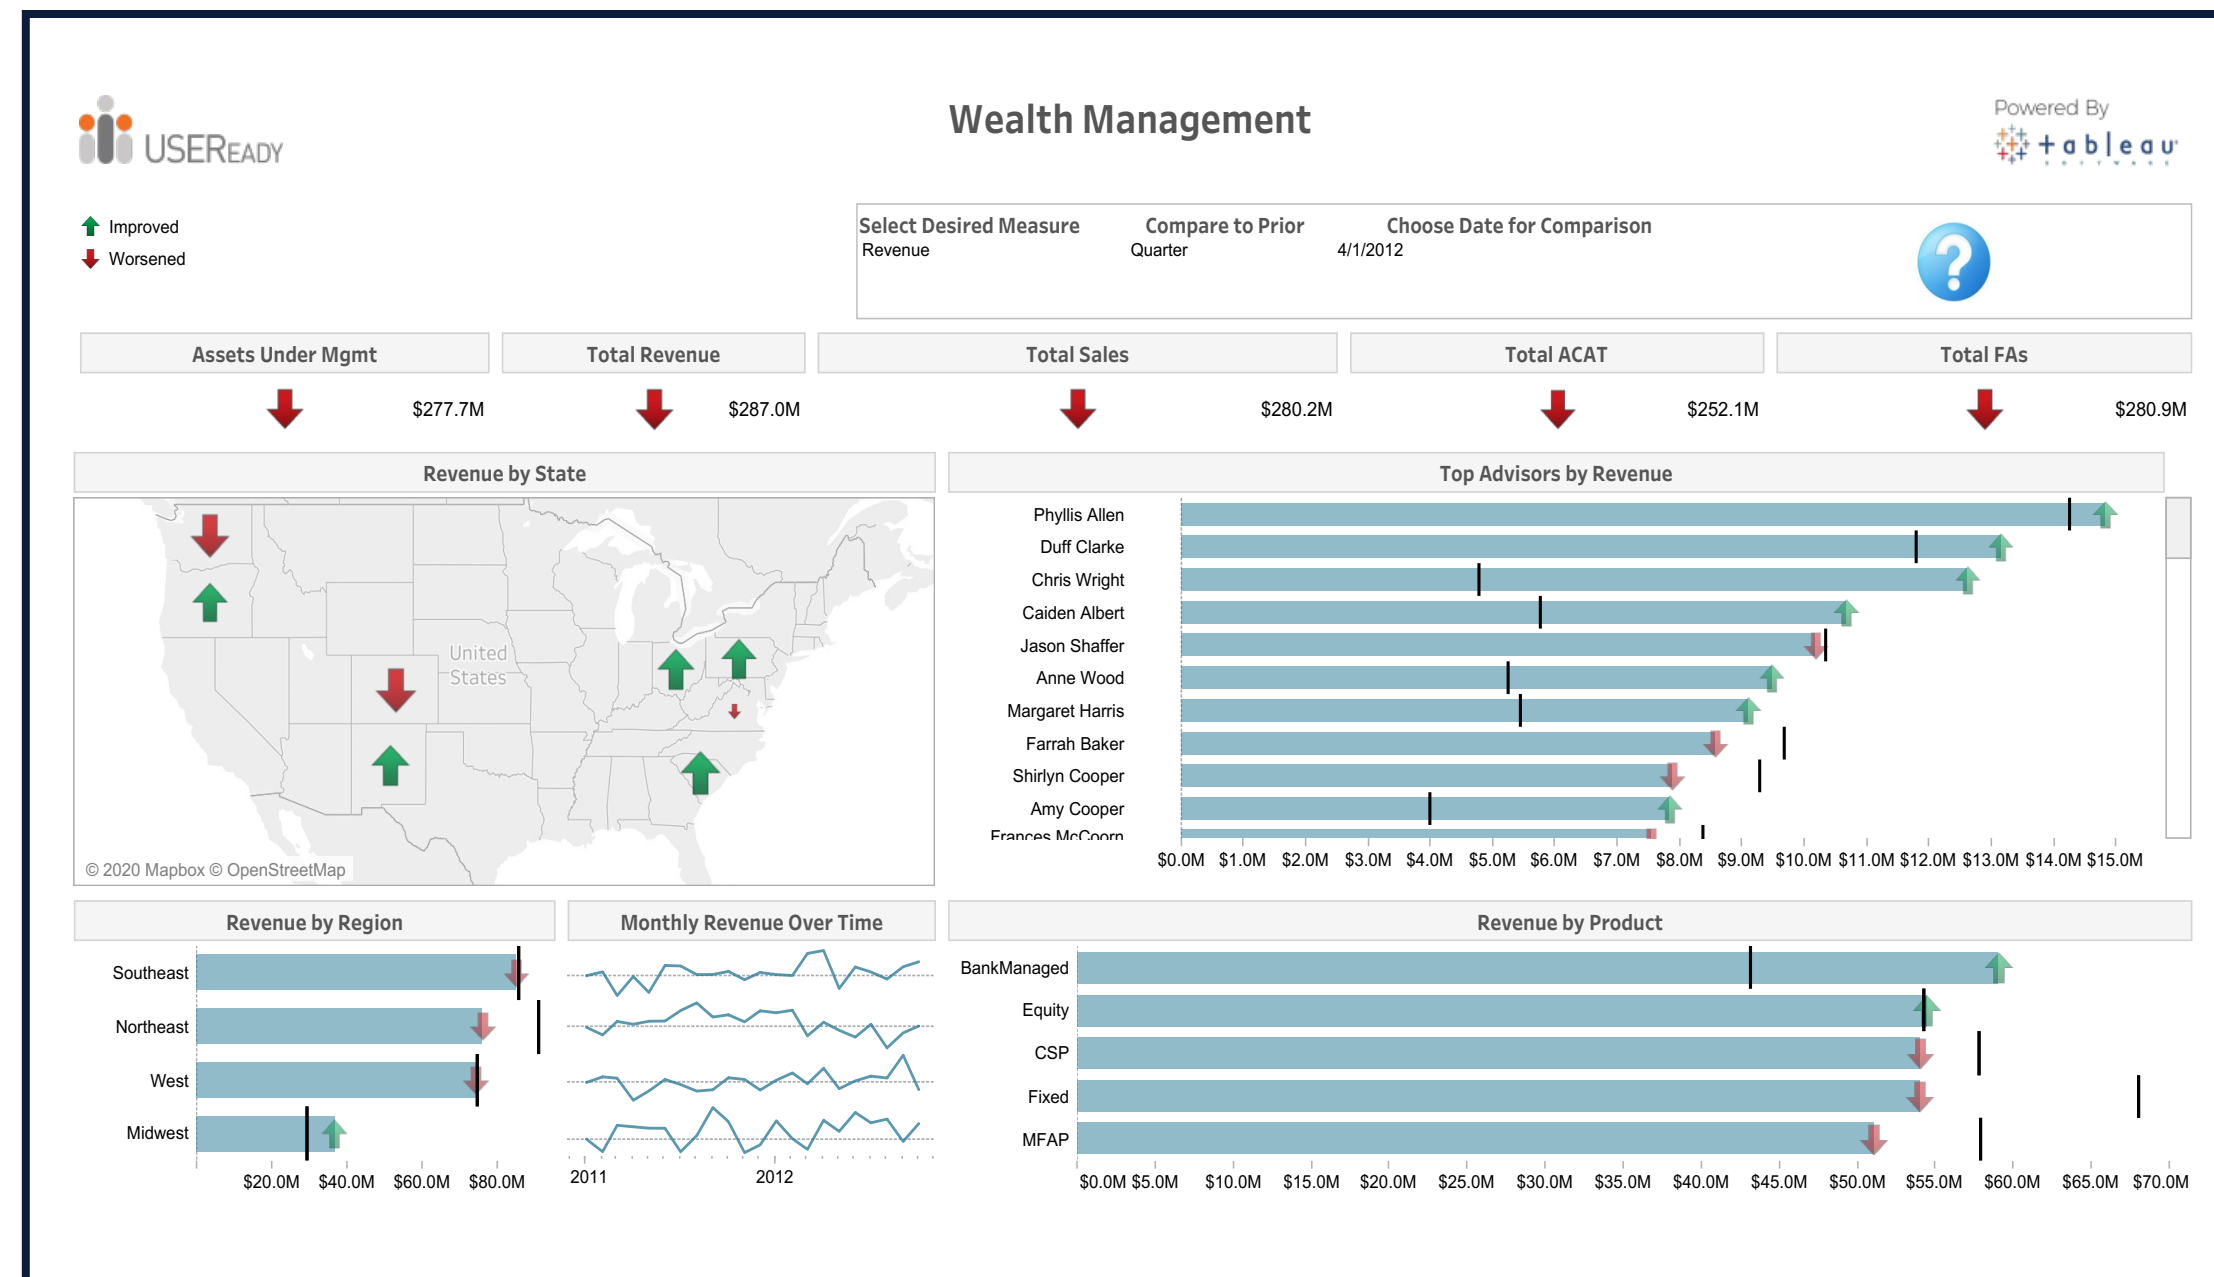 USEREADY
Wealth Management
Powered By
+ableau
SOFTWARE
Improved
Worsened
Select Desired Measure Compare to Prior Choose Date for Comparison
Revenue Quarter 4/1/2012
?
Assets Under Mgmt Total Revenue Total Sales Total ACAT Total FAs
$277.7M $287.0M $280.2M $252.1M $280.9M
Revenue by State
United
States
© 2020 Mapbox © OpenStreetMap
Top Advisors by Revenue
Phyllis Allen
Duff Clarke
Chris Wright
Caiden Albert
Jason Shaffer
Anne Wood
Margaret Harris
Farrah Baker
Shirlyn Cooper
Amy Cooper
Frances McCoorn
$0.0M $1.0M $2.0M $3.0M $4.0M $5.0M $6.0M $7.0M $8.0M $9.0M $10.0M $11.0M $12.0M $13.0M $14.0M $15.0M
Revenue by Region
Southeast
Northeast
West
Midwest
$20.0M $40.0M $60.0M $80.0M
Monthly Revenue Over Time
2011 2012
Revenue by Product
BankManaged
Equity
CSP
Fixed
MFAP
$0.0M $5.0M $10.0M $15.0M $20.0M $25.0M $30.0M $35.0M $40.0M $45.0M $50.0M $55.0M $60.0M $65.0M $70.0M